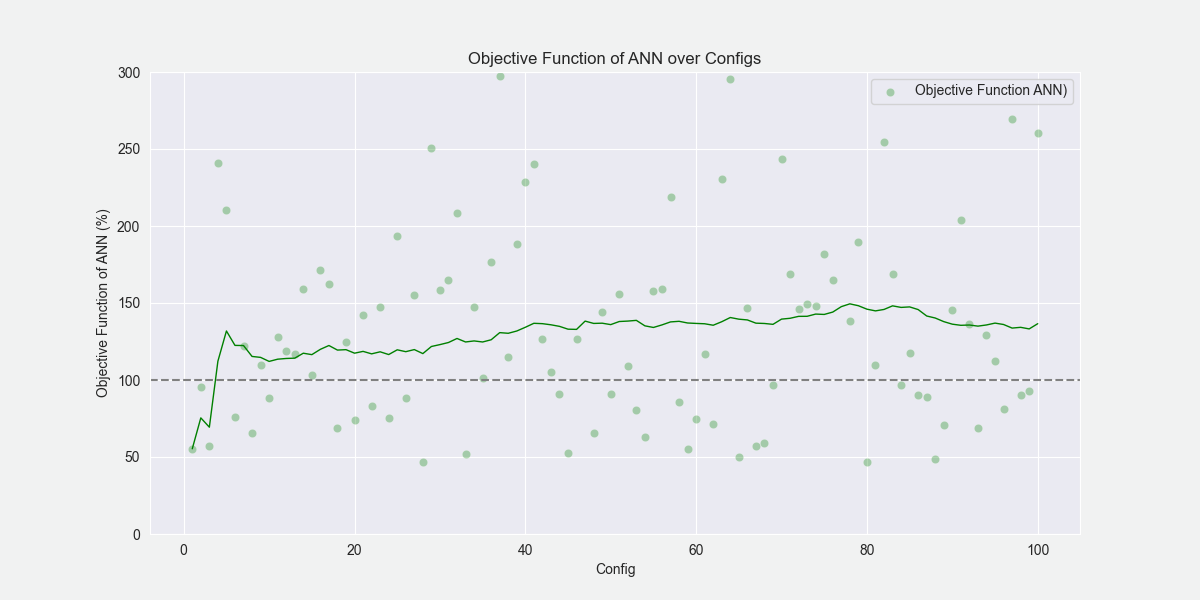 Objective Function of ANN over Configs
Objective Function ANN)
Objective Function of ANN (%)
300
250
200
150
100
50
0
0 20 40 60 80 100
Config